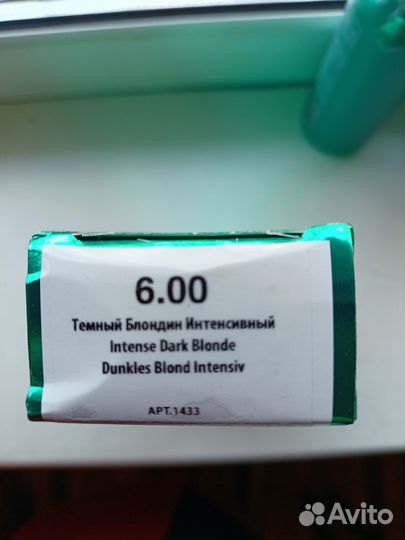 6.00
Темный Блондин Интенсивный
Intense Dark Blonde
Dunkles Blond Intensiv
АРТ.1433
Avito